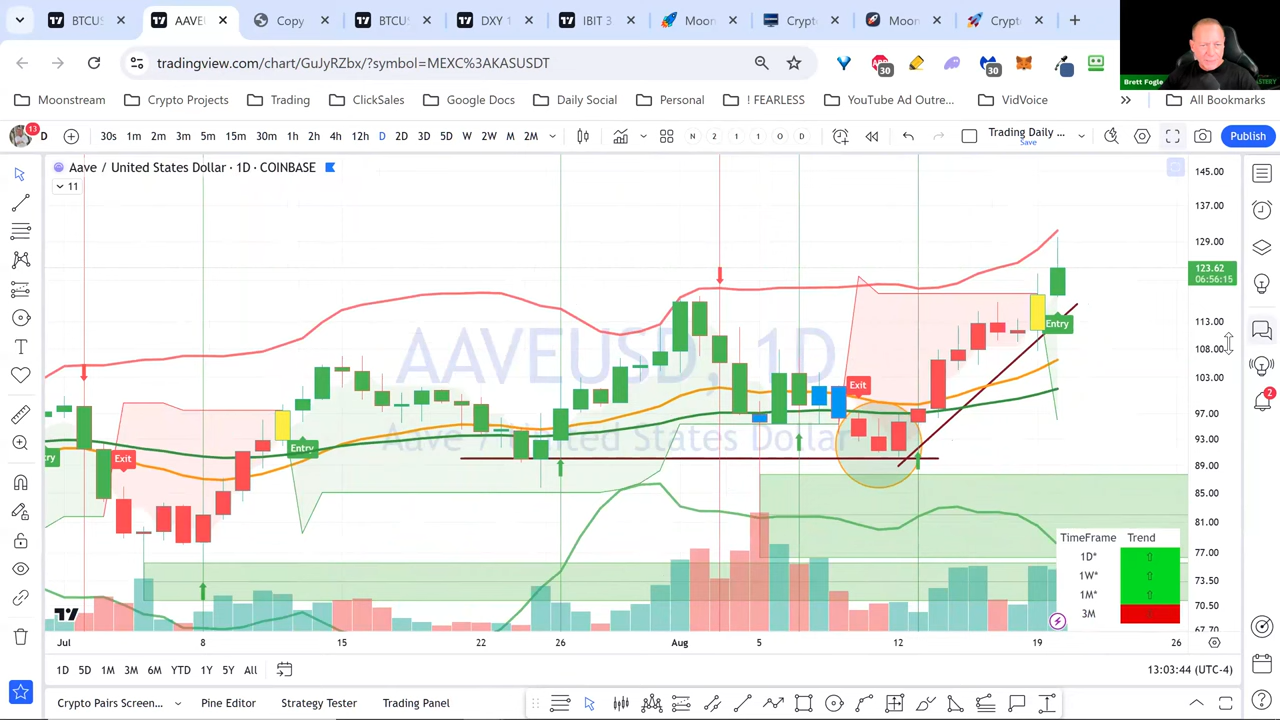 BTCUS
AAVE
Copy
BTCU
DXY 1
IBIT 3
Moon
Crypt
Moon
Crypt
tradingview.com/chart/GuJyRZbx/?symbol=MEXC%3AKASUSDT
30
30
Brett Fogle
Moonstream
Crypto Projects
Trading
ClickSales
Google Docs
Daily Social
Personal
! FEARLESS
YouTube Ad Outre...
VidVoice
All Bookmarks
13
D
30s
1m
2m
3m
5m
15m
30m
1h
2h
4h
12h
D
2D
3D
5D
W
2W
M
2M
Trading Daily ...
Save
Publish
Aave / United States Dollar · 1D · COINBASE
11
AAVEUSD, 1D
Aave / United States Dollar
Exit
Entry
Exit
Entry
145.00
137.00
129.00
123.62
06:56:15
113.00
108.00
103.00
97.00
93.00
89.00
85.00
81.00
77.00
73.50
70.50
67.70
2
TimeFrame Trend
1D* ⇧
1W* ⇧
1M* ⇧
3M
Jul
8
15
22
26
Aug
5
12
19
26
1D
5D
1M
3M
6M
YTD
1Y
5Y
All
13:03:44 (UTC-4)
Crypto Pairs Screen...
Pine Editor
Strategy Tester
Trading Panel